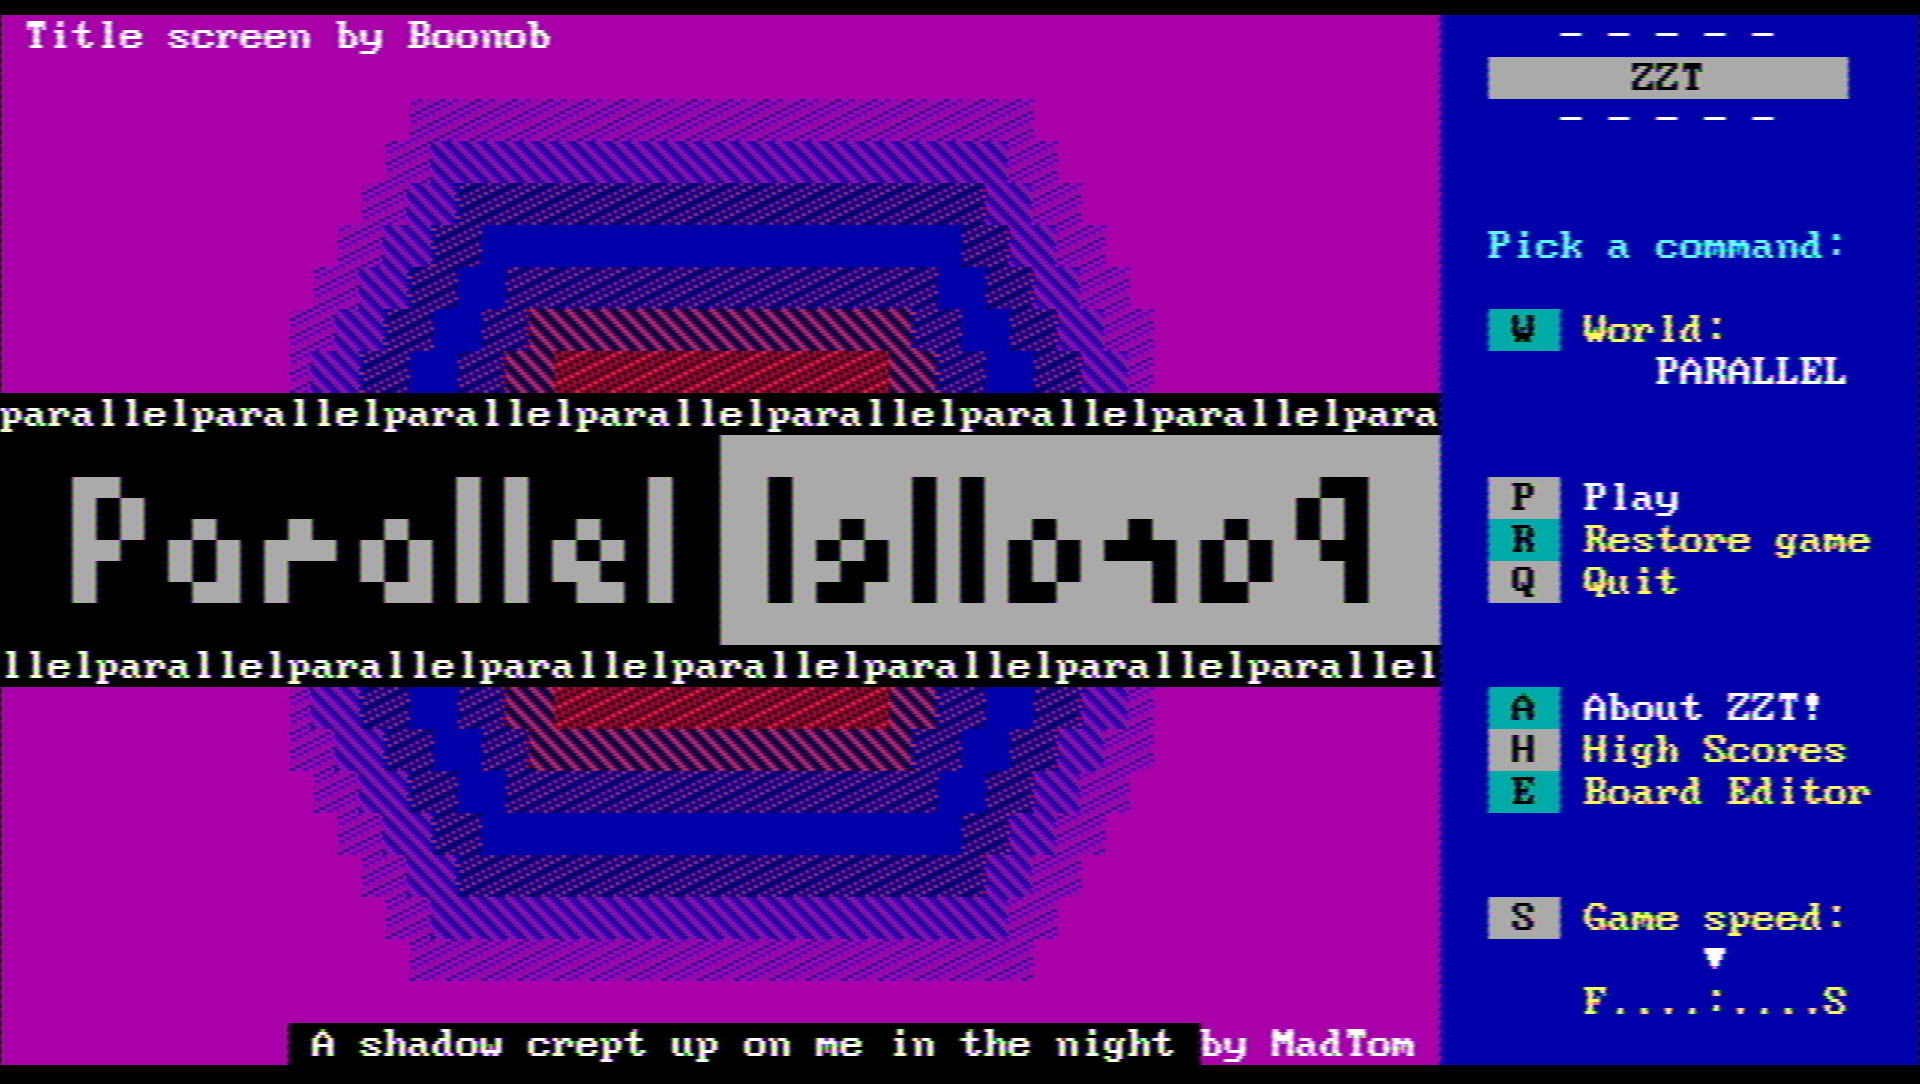 Title screen by Boonob
parallelparallelparallelparallelparallelparallelparallelpara
Parallel lellaraP
llelparallelparallelparallelparallelparallelparallelparallel
A shadow crept up on me in the night by MadTom
- - - - -
ZZT
- - - - -
Pick a command:
W World:
PARALLEL
P Play
R Restore game
Q Quit
A About ZZT!
H High Scores
E Board Editor
S Game speed:
F....:....S